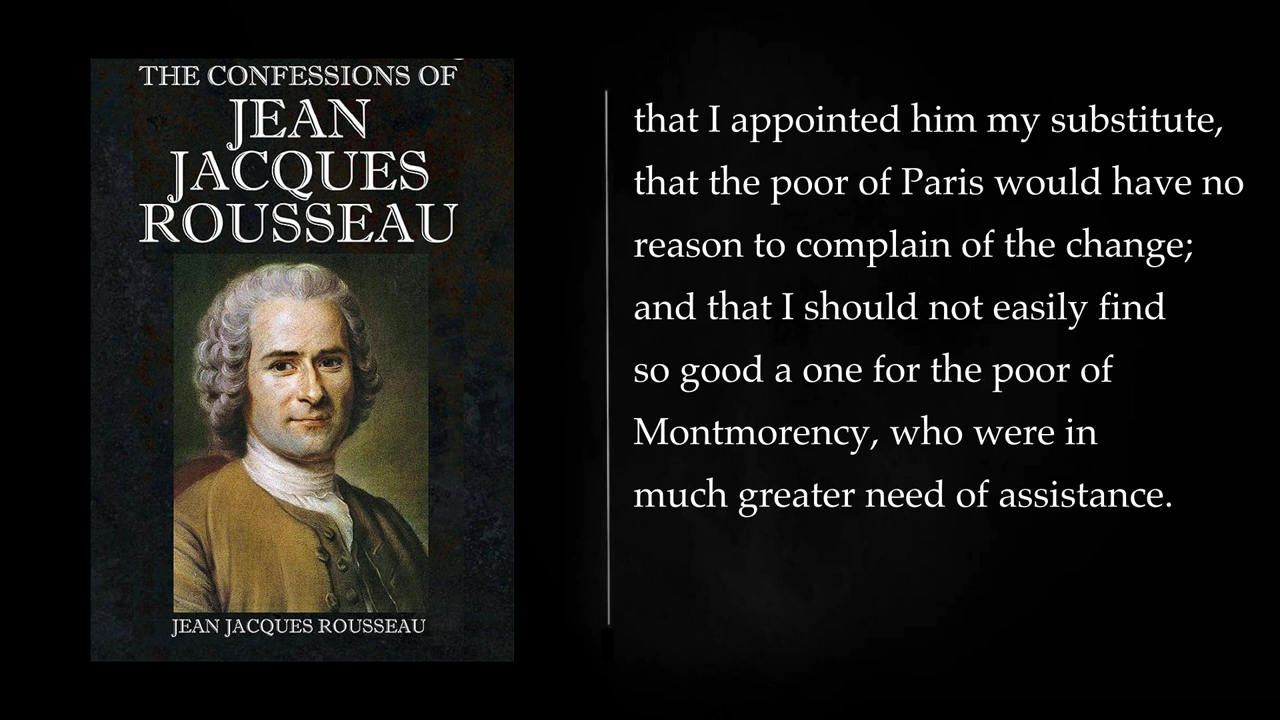 THE CONFESSIONS OF
JEAN
JACQUES
ROUSSEAU
JEAN JACQUES ROUSSEAU
that I appointed him my substitute,
that the poor of Paris would have no
reason to complain of the change;
and that I should not easily find
so good a one for the poor of
Montmorency, who were in
much greater need of assistance.